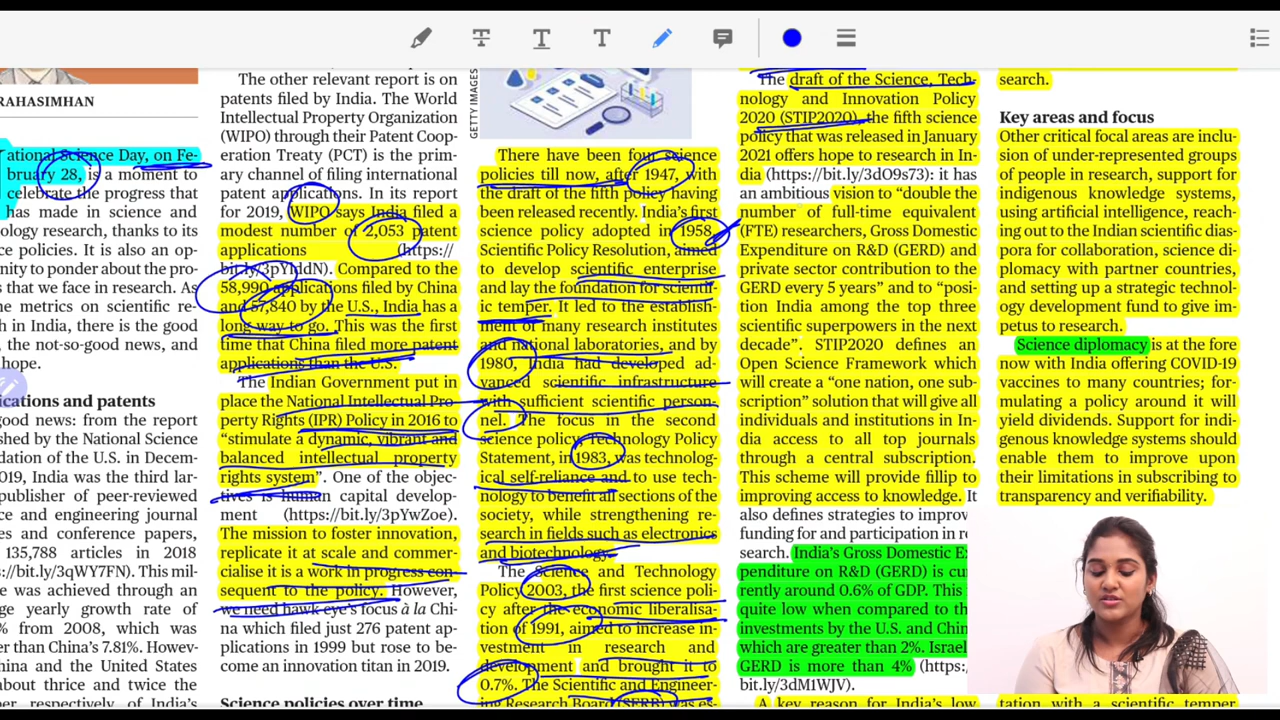 RAHASIMHAN
ational Science Day, on Fe-
bruary 28, is a moment to
celebrate the progress that
has made in science and
ology research, thanks to its
ce policies. It is also an op-
nity to ponder about the pro-
s that we face in research. As
e metrics on scientific re-
h in India, there is the good
, the not-so-good news, and
hope.
ications and patents
good news: from the report
shed by the National Science
dation of the U.S. in Decem-
019, India was the third lar-
publisher of peer-reviewed
ce and engineering journal
es and conference papers,
135,788 articles in 2018
s://bit.ly/3qWY7FN). This mil-
e was achieved through an
ge yearly growth rate of
% from 2008, which was
er than China's 7.81%. Howev-
hina and the United States
about thrice and twice the
er respectively, of India's
The other relevant report is on
patents filed by India. The World
Intellectual Property Organization
(WIPO) through their Patent Coop-
eration Treaty (PCT) is the prim-
ary channel of filing international
patent applications. In its report
for 2019, WIPO says India filed a
modest number of 2,053 patent
applications (https://
Compared to the
58,990 applications filed by China
and 57,840 by the U.S., India has a
long way to go. This was the first
time that China filed more patent
applications than the U.S.
The Indian Government put in
place the National Intellectual Pro-
perty Rights (IPR) Policy in 2016 to
"stimulate a dynamic, vibrant and
balanced intellectual property
rights system". One of the objec-
tives is human capital develop-
ment (https://bit.ly/3pYwZoe).
The mission to foster innovation,
replicate it at scale and commer-
cialise it is a work in progress con-
sequent to the policy. However,
we need hawk eye's focus à la Chi-
na which filed just 276 patent ap-
plications in 1999 but rose to be-
come an innovation titan in 2019.
Science policies over time
GETTY IMAGES
There have been four science
policies till now, after 1947, with
the draft of the fifth policy having
been released recently. India's first
science policy adopted in 1958,
Scientific Policy Resolution, aimed
to develop scientific enterprise
and lay the foundation for scientif-
ic temper. It led to the establish-
ment of many research institutes
and national laboratories, and by
1980, India had developed ad-
vanced scientific infrastructure
with sufficient scientific person-
nel. The focus in the second
science policy, Technology Policy
Statement, in 1983, was technolog-
ical self-reliance and to use tech-
nology to benefit all sections of the
society, while strengthening re-
search in fields such as electronics
and biotechnology.
The Science and Technology
Policy 2003, the first science poli-
cy after the economic liberalisa-
tion of 1991, aimed to increase in-
vestment in research and
development and brought it to
0.7%. The Scientific and Engineer-
ing Research Board (SERB) was es-
The draft of the Science, Tech-
nology and Innovation Policy
2020 (STIP2020), the fifth science
policy that was released in January
2021 offers hope to research in In-
dia (https://bit.ly/3dO9s73): it has
an ambitious vision to "double the
number of full-time equivalent
(FTE) researchers, Gross Domestic
Expenditure on R&D (GERD) and
private sector contribution to the
GERD every 5 years" and to "posi-
tion India among the top three
scientific superpowers in the next
decade". STIP2020 defines an
Open Science Framework which
will create a "one nation, one sub-
scription" solution that will give all
individuals and institutions in In-
dia access to all top journals
through a central subscription.
This scheme will provide fillip to
improving access to knowledge. It
also defines strategies to improv
funding for and participation in re
search. India's Gross Domestic Ex
penditure on R&D (GERD) is cur
rently around 0.6% of GDP. This
quite low when compared to th
investments by the U.S. and Chin
which are greater than 2%. Israel
GERD is more than 4% (https:
bit.ly/3dM1WJV).
A key reason for India's low
search.
Key areas and focus
Other critical focal areas are inclu-
sion of under-represented groups
of people in research, support for
indigenous knowledge systems,
using artificial intelligence, reach-
ing out to the Indian scientific dias-
pora for collaboration, science di-
plomacy with partner countries,
and setting up a strategic technol-
ogy development fund to give im-
petus to research.
Science diplomacy is at the fore
now with India offering COVID-19
vaccines to many countries; for-
mulating a policy around it will
yield dividends. Support for indi-
genous knowledge systems should
enable them to improve upon
their limitations in subscribing to
transparency and verifiability.
tation with a scientific temper